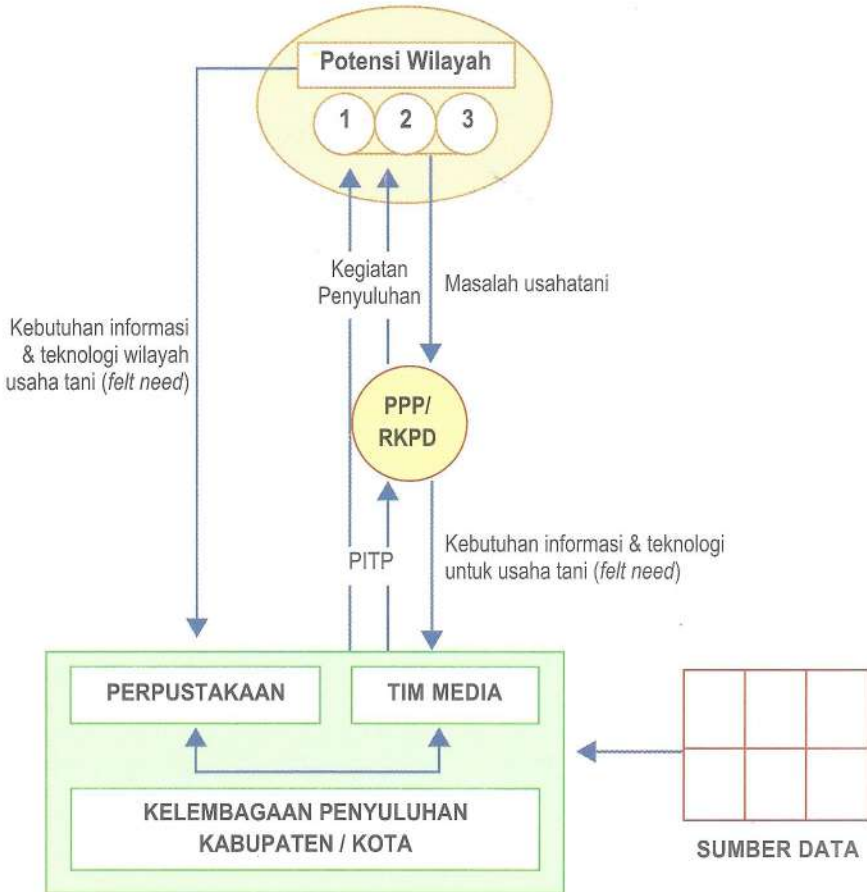 Potensi Wilayah
1 2 3
Kegiatan
Penyuluhan
Masalah usahatani
Kebutuhan informasi
& teknologi wilayah
usaha tani (felt need)
PPP/
RKPD
PITP
Kebutuhan informasi & teknologi
untuk usaha tani (felt need)
PERPUSTAKAAN
TIM MEDIA
KELEMBAGAAN PENYULUHAN
KABUPATEN / KOTA
SUMBER DATA